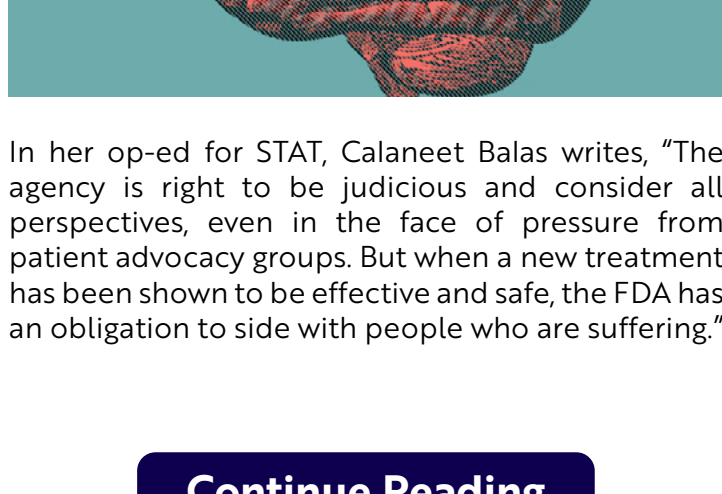 In her op-ed for STAT, Calaneet Balas writes, “The
agency is right to be judicious and consider all
perspectives, even in the face of pressure from
patient advocacy groups. But when a new treatment
has been shown to be effective and safe, the FDA has
an obligation to side with people who are suffering.”
Continue Reading